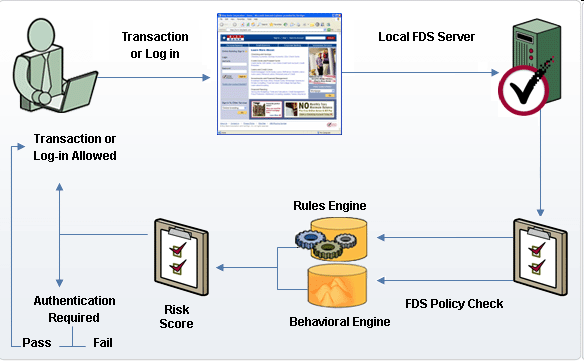 Transaction
or Log in
Local FDS Server
Transaction or
Log-in Allowed
Rules Engine
Behavioral Engine
FDS Policy Check
Risk
Score
Authentication
Required
Pass
Fail
NO